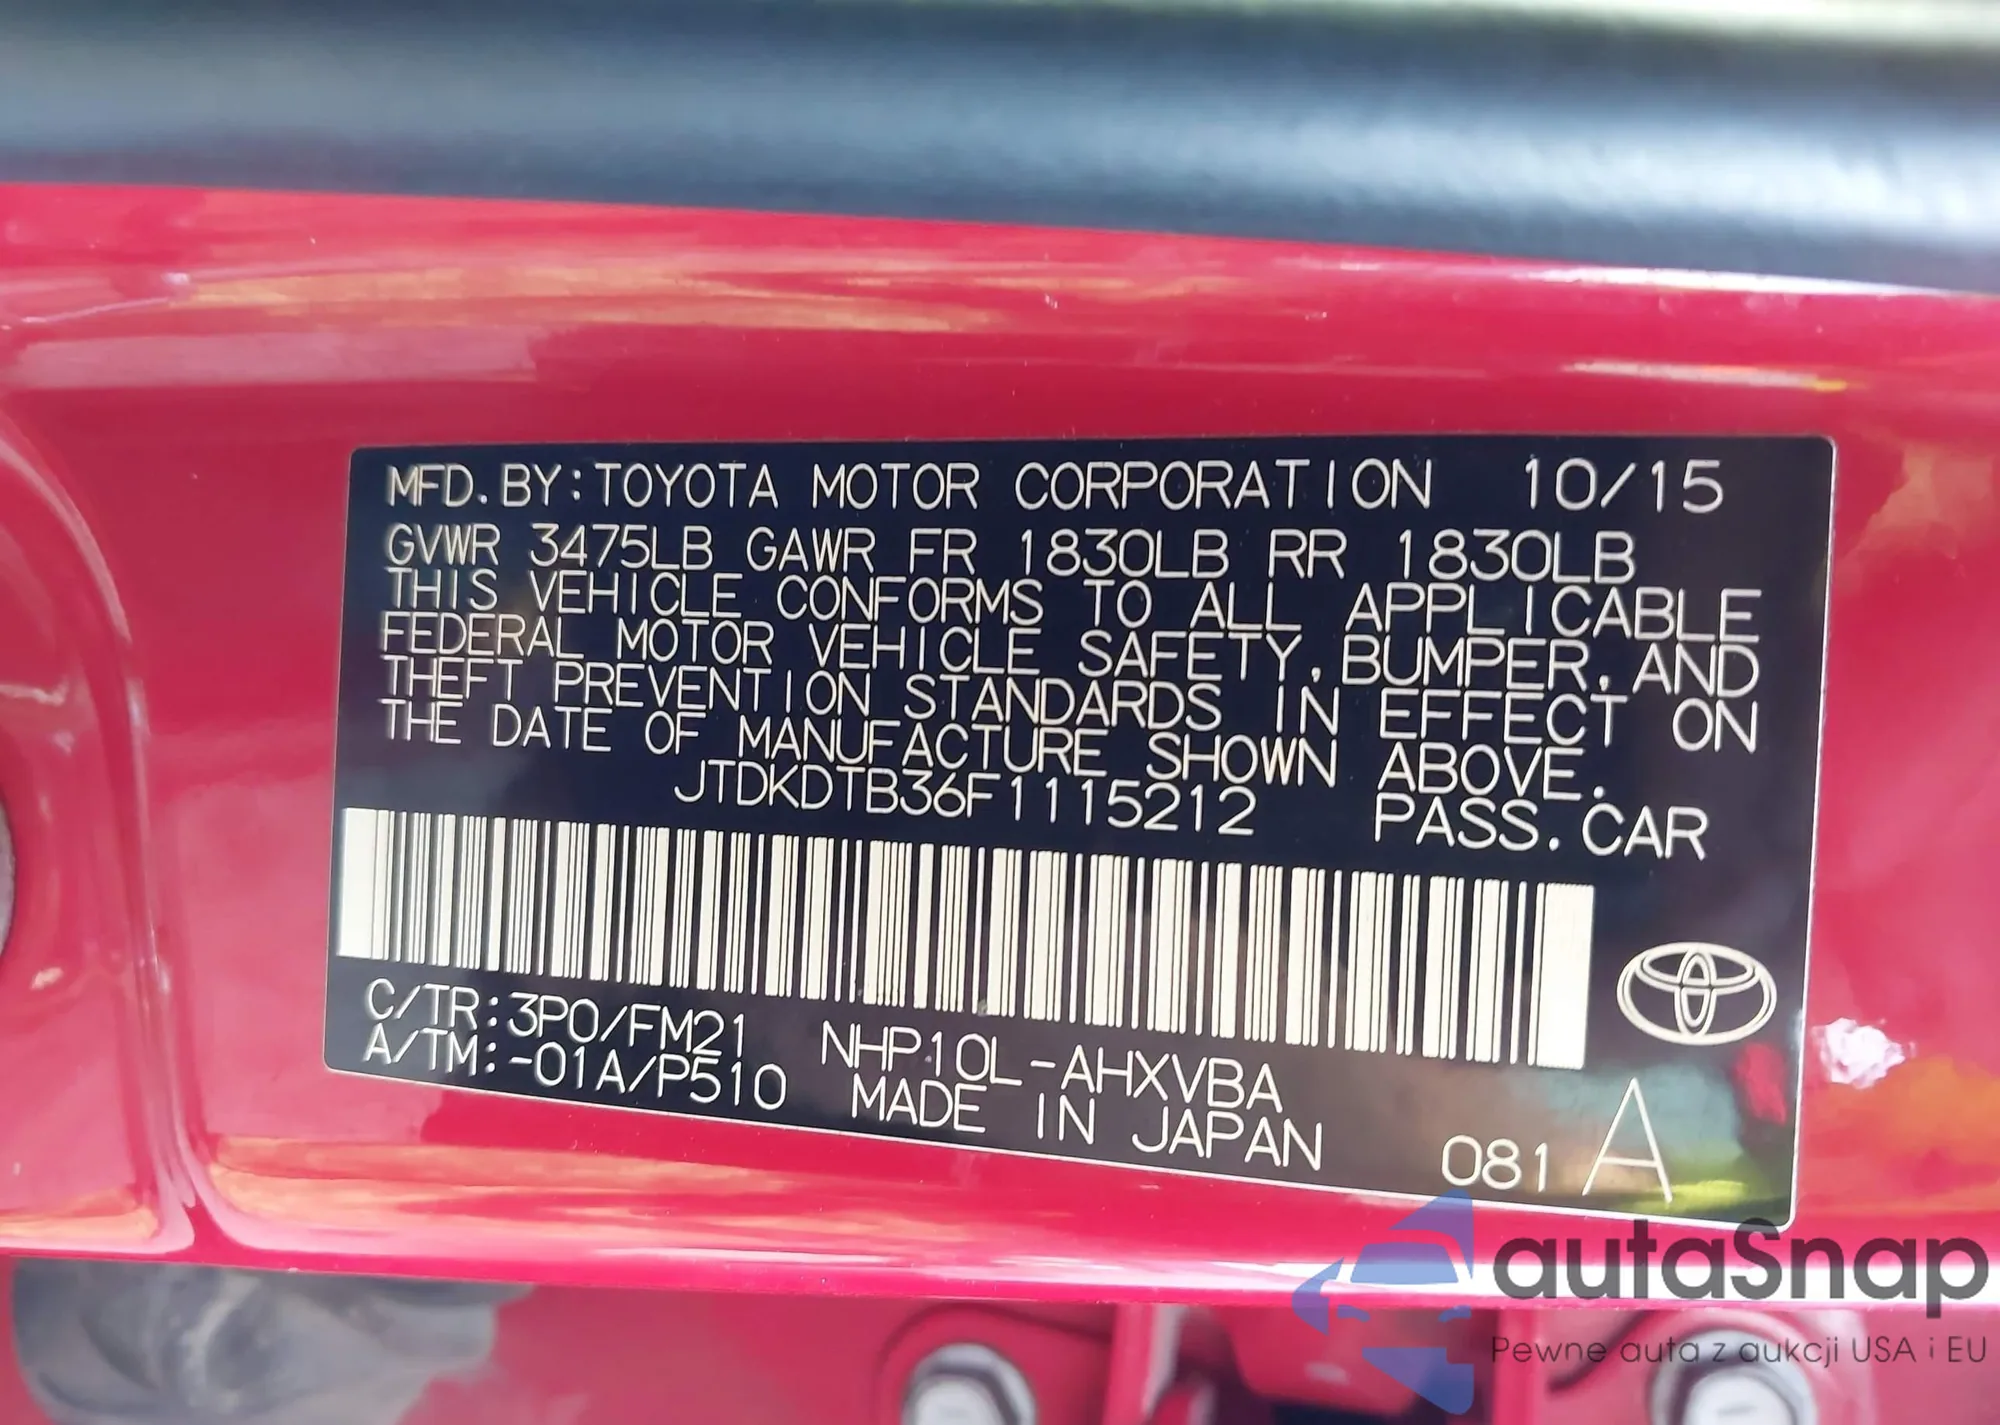 MFD. BY: TOYOTA MOTOR CORPORATION 10/15
GVWR 3475LB GAWR FR 1830LB RR 1830LB
THIS VEHICLE CONFORMS TO ALL APPLICABLE
FEDERAL MOTOR VEHICLE SAFETY, BUMPER, AND
THEFT PREVENTION STANDARDS IN EFFECT ON
THE DATE OF MANUFACTURE SHOWN ABOVE.
JTDKDTB36F1115212 PASS. CAR
C/TR: 3P0/FM21 NHP10L-AHXVBA
A/TM: -01A/P510 MADE IN JAPAN
081 A
autaSnap
Pewne auta z aukcji USA i EU